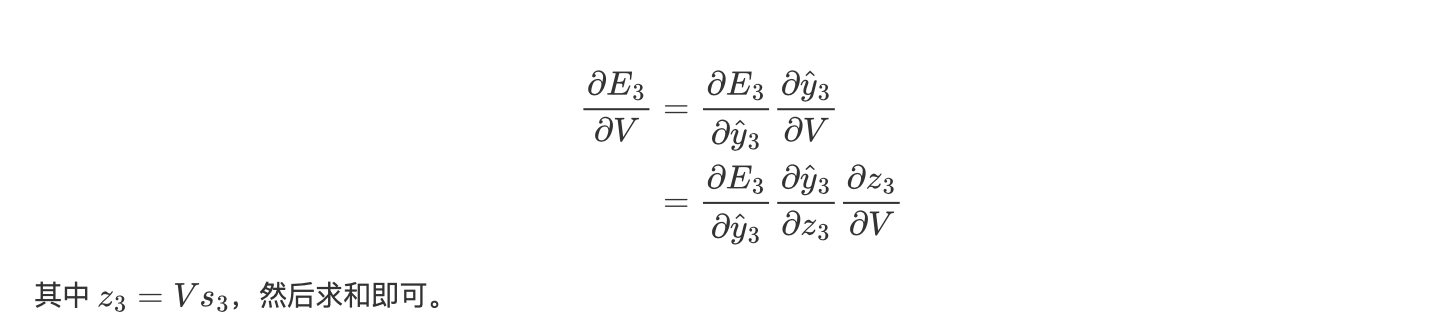 ∂E₃/∂V = ∂E₃/∂ŷ₃ ∂ŷ₃/∂V
= ∂E₃/∂ŷ₃ ∂ŷ₃/∂z₃ ∂z₃/∂V
其中 z₃ = Vs₃，然后求和即可。